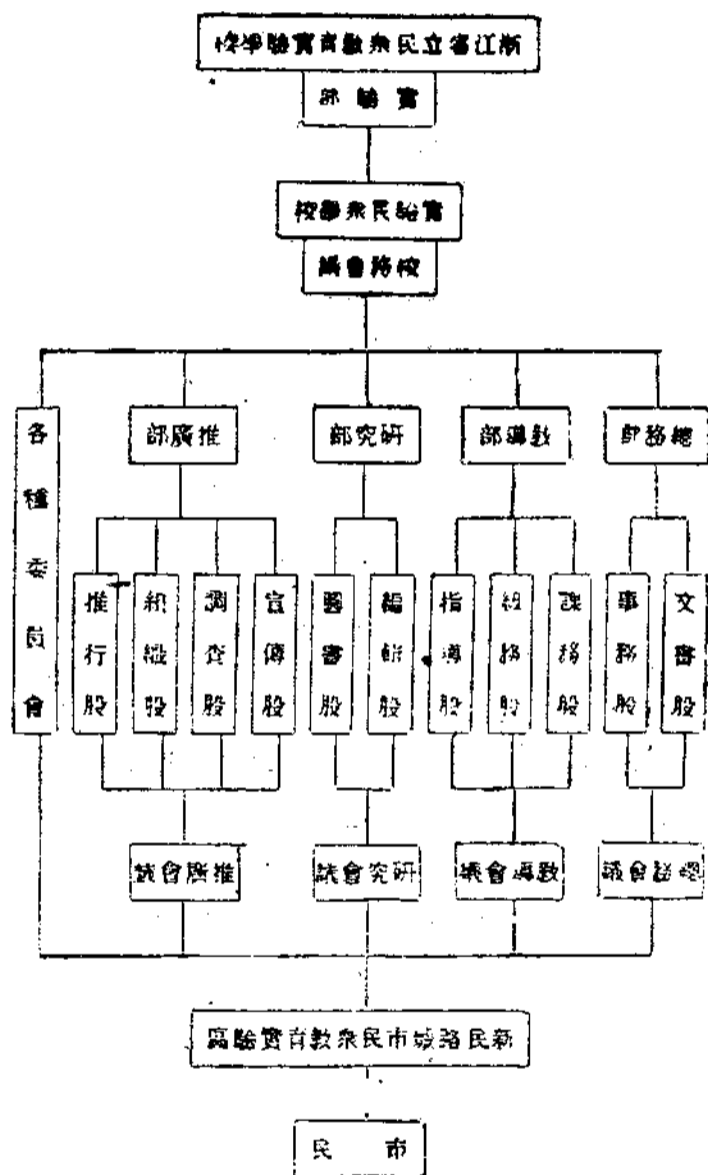 浙江省立民衆教育實驗學校
實驗部
實驗民衆學校
校務會議
總務部
教導部
研究部
推廣部
各種委員會
文書股
事務股
課務股
務股
指導股
編輯股
圖書股
宣傳股
調查股
組織股
推行股
總務會議
教導會議
研究會議
推廣會議
新民路城市民衆教育實驗區
市民